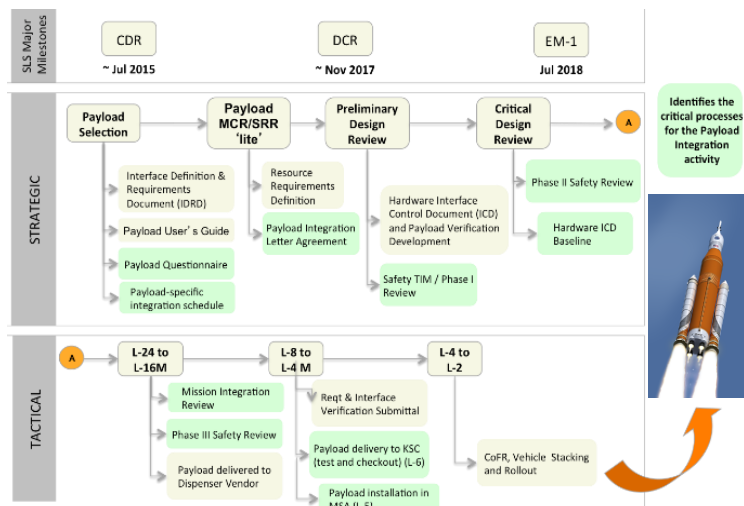 SLS Major
Milestones
CDR
DCR
EM-1
~ Jul 2015
~ Nov 2017
Jul 2018
STRATEGIC
Payload
Selection
Payload
MCR/SRR
'lite'
Preliminary
Design
Review
Critical
Design
Review
A
Identifies the
critical processes
for the Payload
Integration
activity
Interface Definition &
Requirements
Document (IDRD)
Payload User's Guide
Payload Questionnaire
Payload-specific
integration schedule
Resource
Requirements
Definition
Payload Integration
Letter Agreement
Hardware Interface
Control Document (ICD)
and Payload Verification
Development
Safety TIM / Phase I
Review
Phase II Safety Review
Hardware ICD
Baseline
TACTICAL
A
L-24 to
L-16M
L-8 to
L-4 M
L-4 to
L-2
Mission Integration
Review
Phase III Safety Review
Payload delivered to
Dispenser Vendor
Reqt & Interface
Verification Submittal
Payload delivery to KSC
(test and checkout) (L-6)
Payload installation in
CoFR, Vehicle Stacking
and Rollout